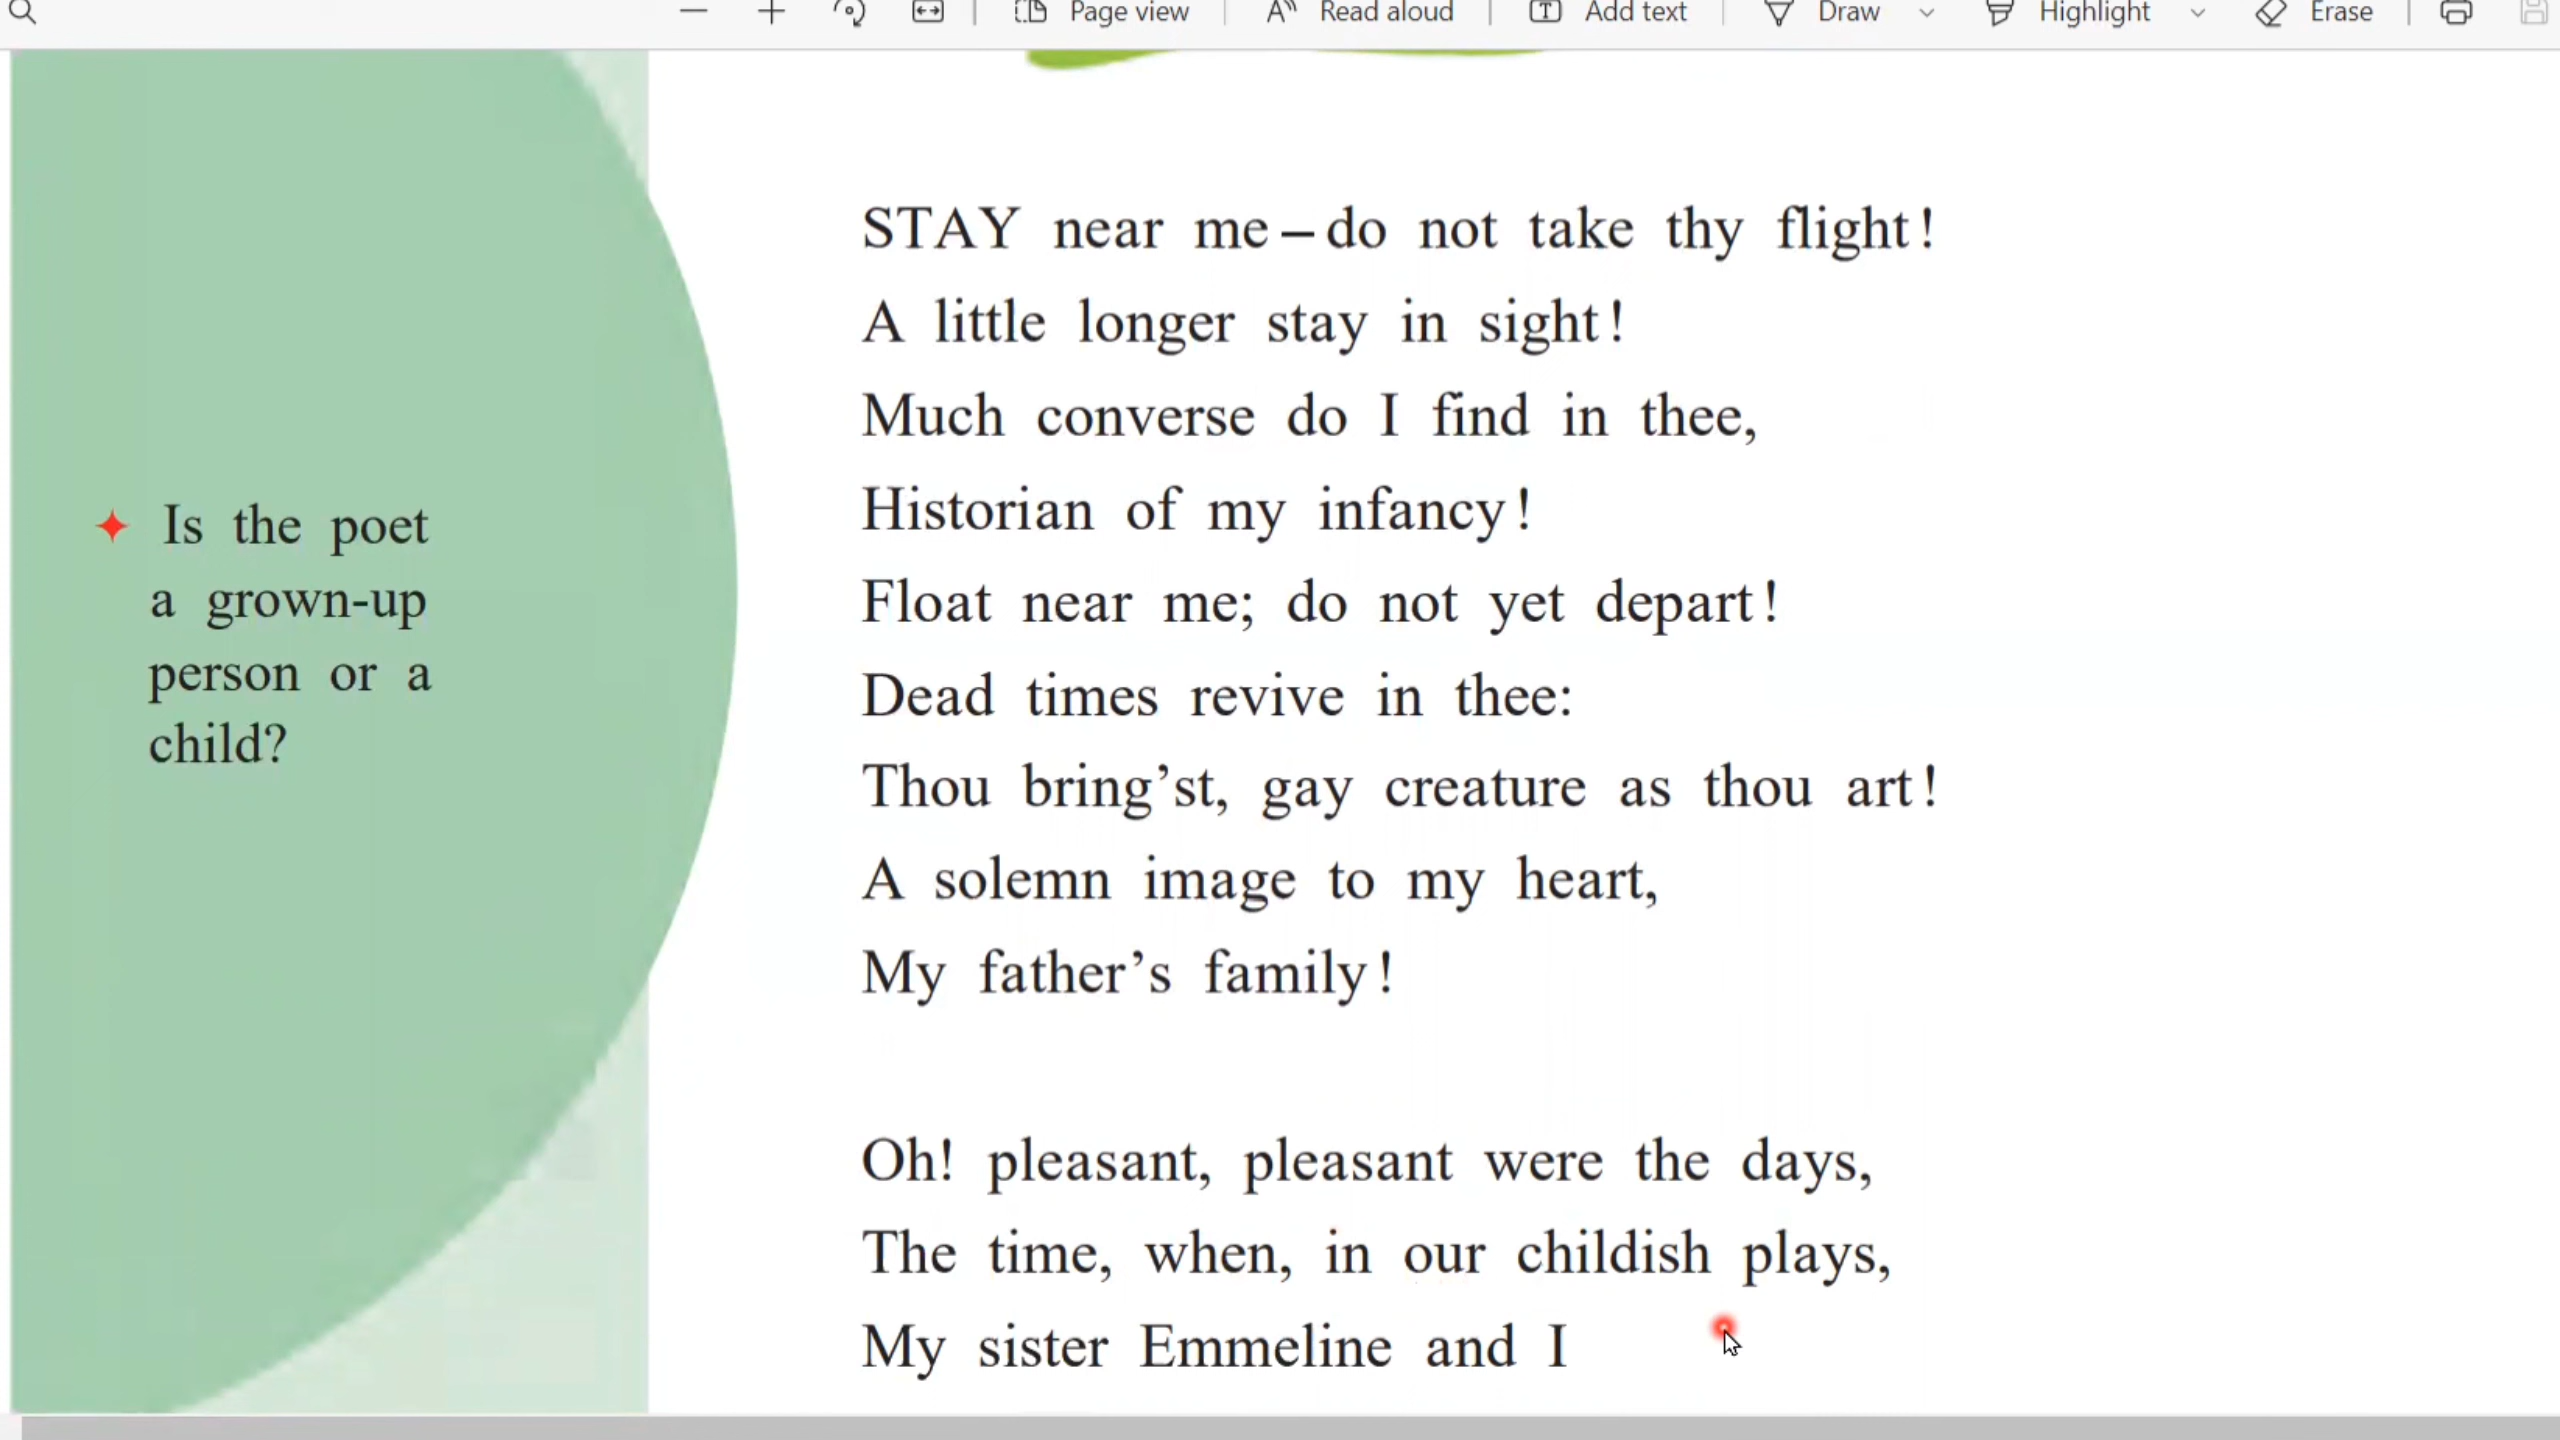 Page view
Read aloud
Add text
Draw
Highlight
Erase
Is the poet
a grown-up
person or a
child?
STAY near me – do not take thy flight!
A little longer stay in sight!
Much converse do I find in thee,
Historian of my infancy!
Float near me; do not yet depart!
Dead times revive in thee:
Thou bring’st, gay creature as thou art!
A solemn image to my heart,
My father’s family!
Oh! pleasant, pleasant were the days,
The time, when, in our childish plays,
My sister Emmeline and I